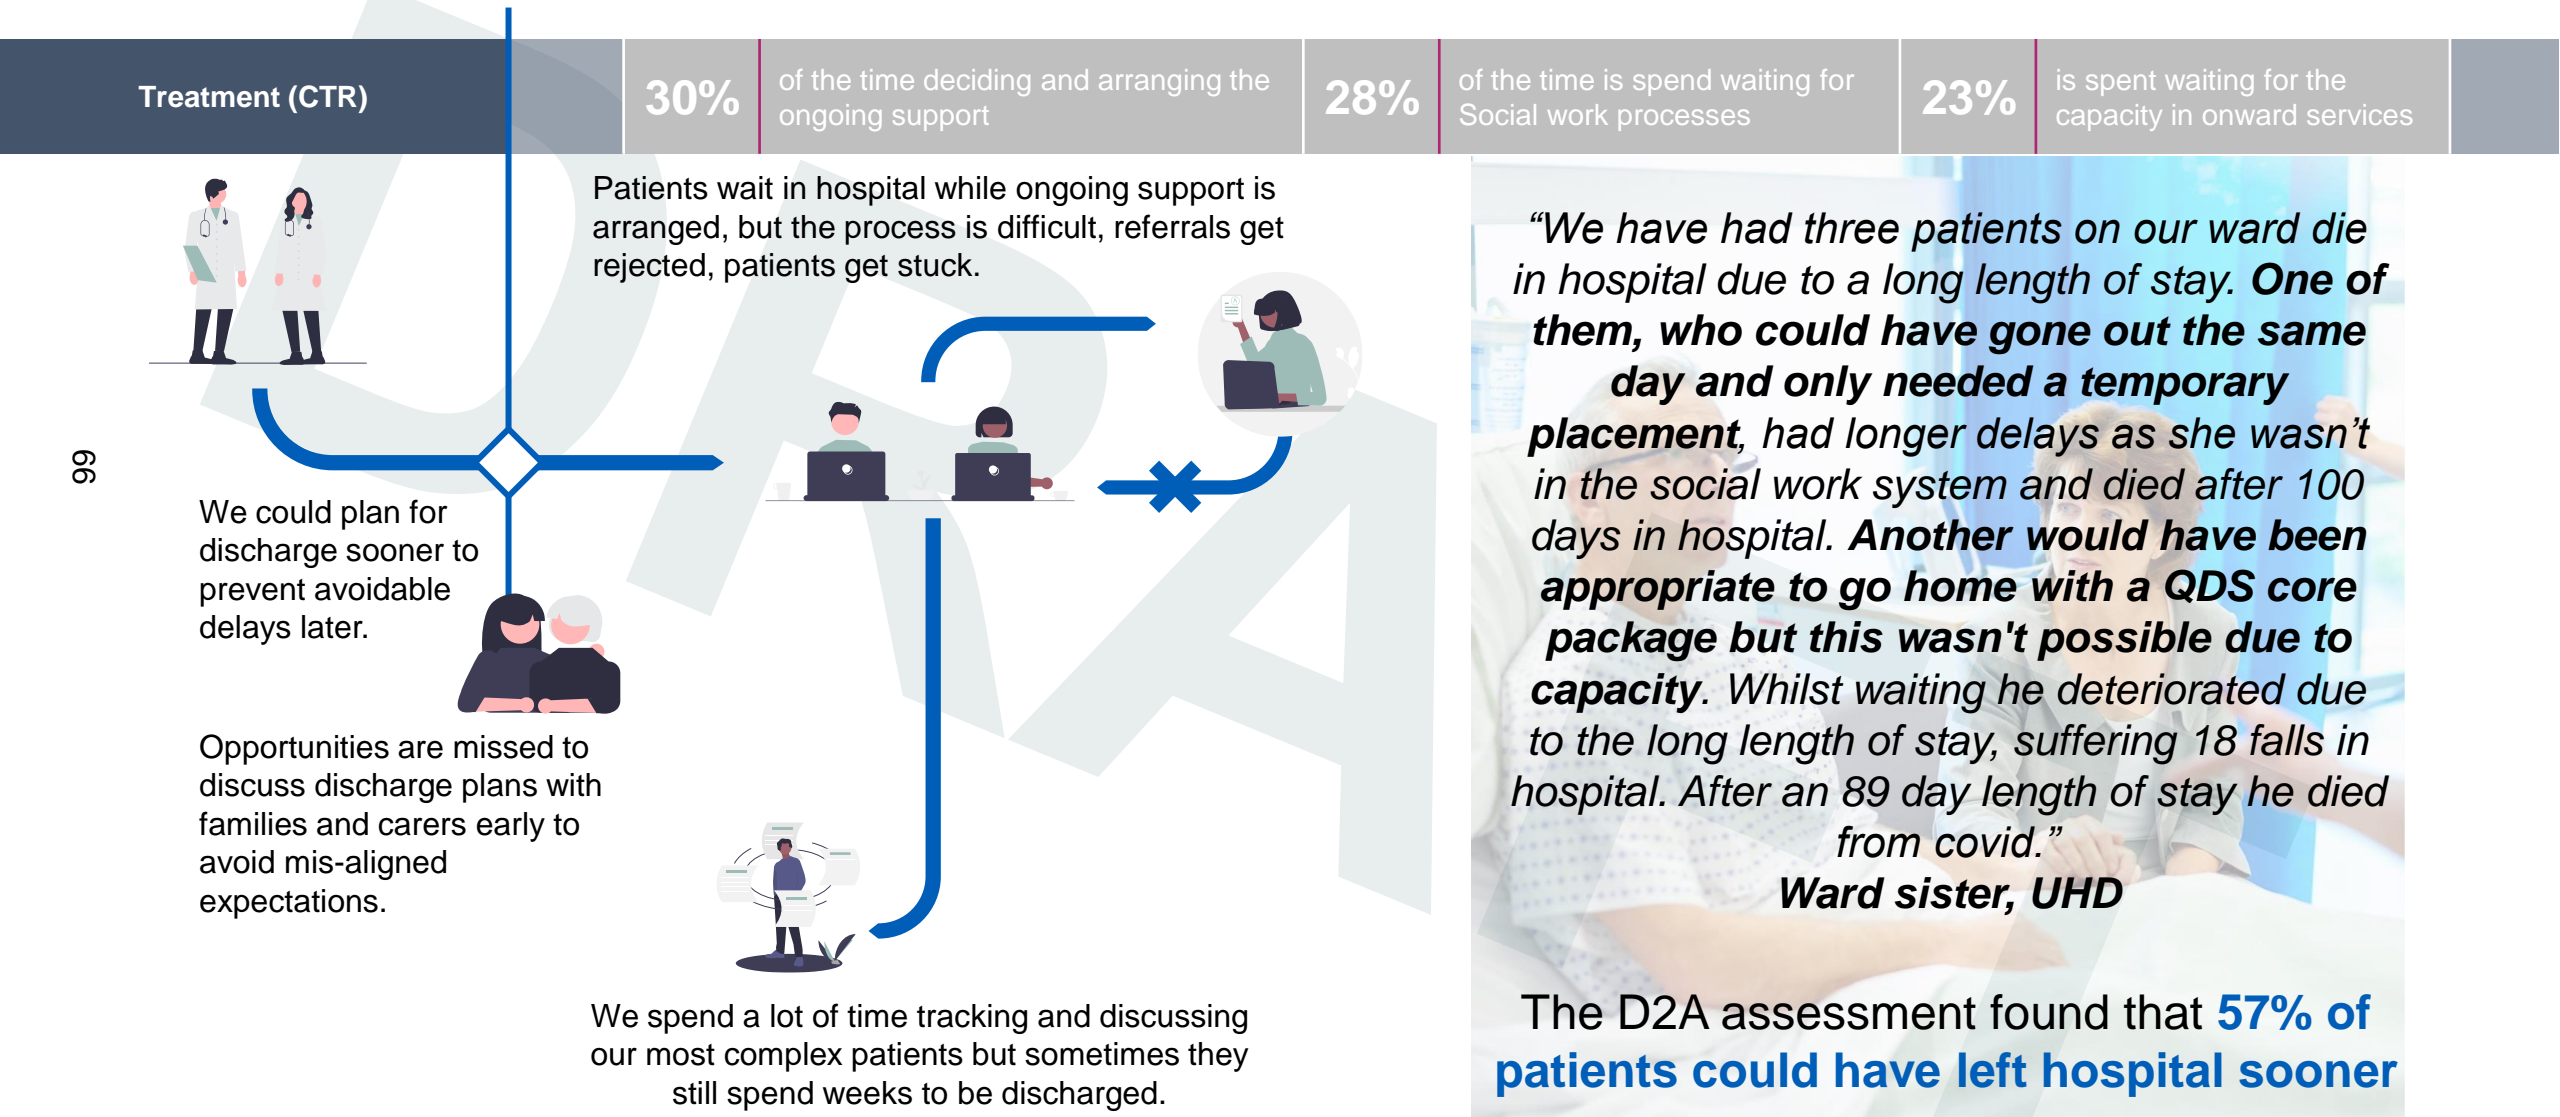 Treatment (CTR)
30%
of the time deciding and arranging the
ongoing support
28%
of the time is spend waiting for
Social work processes
23%
is spent waiting for the
capacity in onward services
Patients wait in hospital while ongoing support is
arranged, but the process is difficult, referrals get
rejected, patients get stuck.
We could plan for
discharge sooner to
prevent avoidable
delays later.
Opportunities are missed to
discuss discharge plans with
families and carers early to
avoid mis-aligned
expectations.
We spend a lot of time tracking and discussing
our most complex patients but sometimes they
still spend weeks to be discharged.
“We have had three patients on our ward die
in hospital due to a long length of stay. One of
them, who could have gone out the same
day and only needed a temporary
placement, had longer delays as she wasn’t
in the social work system and died after 100
days in hospital. Another would have been
appropriate to go home with a QDS core
package but this wasn't possible due to
capacity. Whilst waiting he deteriorated due
to the long length of stay, suffering 18 falls in
hospital. After an 89 day length of stay he died
from covid.”
Ward sister, UHD
The D2A assessment found that 57% of
patients could have left hospital sooner
99
DRA